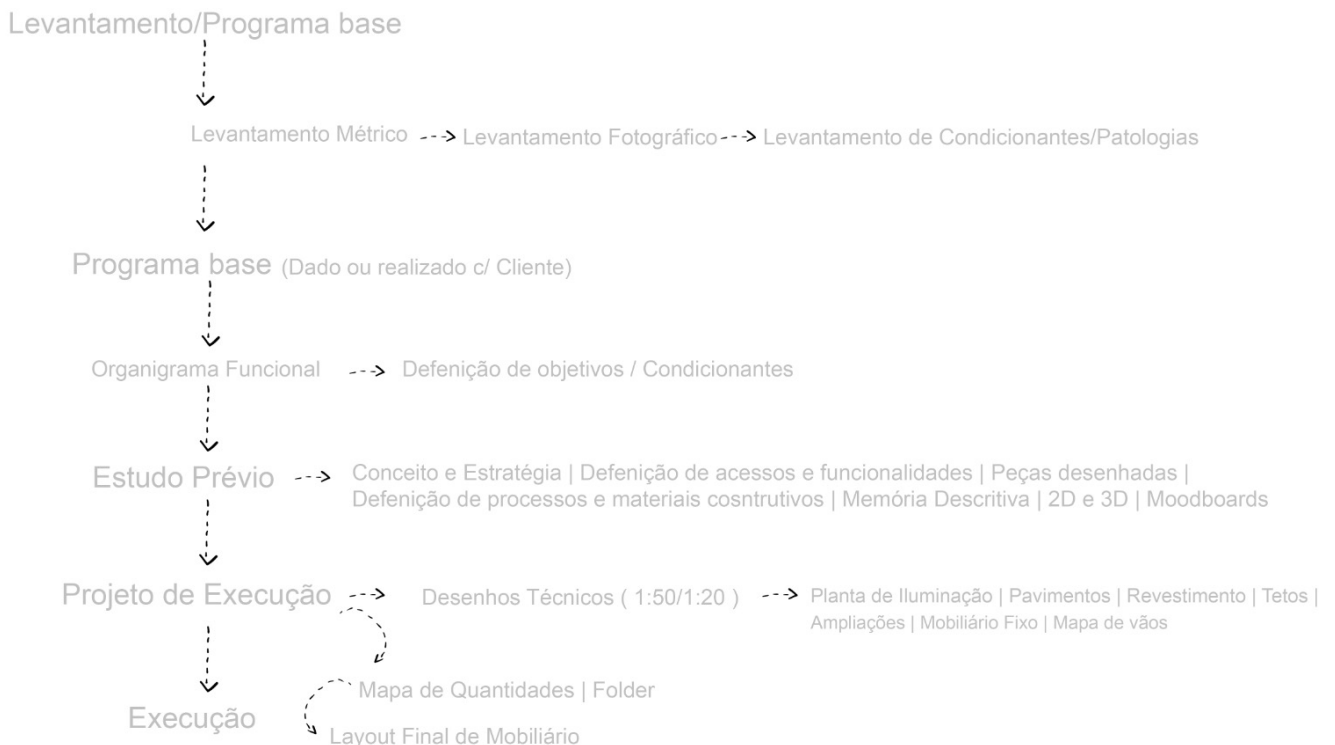 Levantamento/Programa base
Levantamento Métrico
Levantamento Fotográfico
Levantamento de Condicionantes/Patologias
Programa base (Dado ou realizado c/ Cliente)
Organigrama Funcional
Defenição de objetivos / Condicionantes
Estudo Prévio
Conceito e Estratégia | Defenição de acessos e funcionalidades | Peças desenhadas |
Defenição de processos e materiais cosntrutivos | Memória Descritiva | 2D e 3D | Moodboards
Projeto de Execução
Desenhos Técnicos ( 1:50/1:20 )
Planta de Iluminação | Pavimentos | Revestimento | Tetos |
Ampliações | Mobiliário Fixo | Mapa de vãos
Mapa de Quantidades | Folder
Execução
Layout Final de Mobiliário